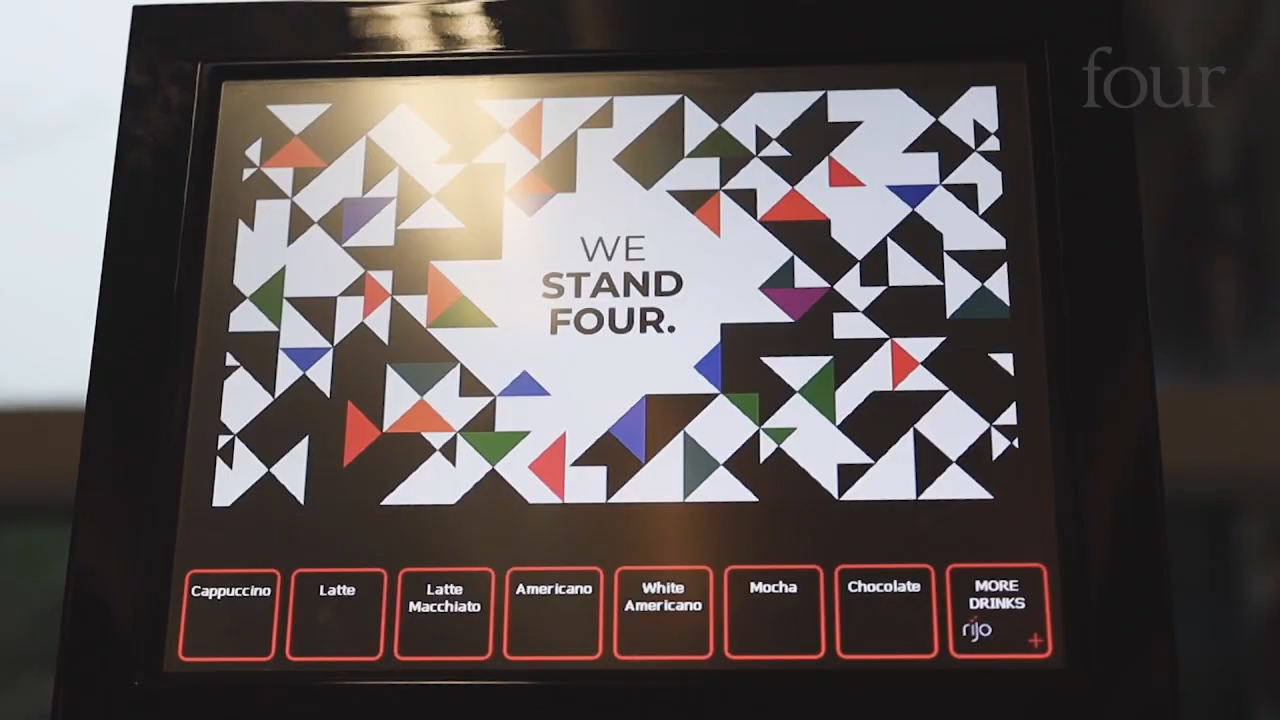 four
WE
STAND
FOUR.
Cappuccino
Latte
Latte
Macchiato
Americano
White
Americano
Mocha
Chocolate
MORE
DRINKS
rijo
+